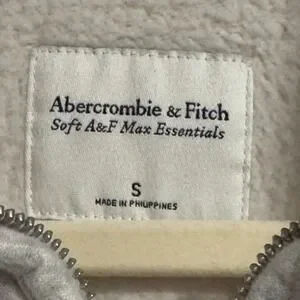 Abercrombie & Fitch
Soft A&F Max Essentials
S
MADE IN PHILIPPINES